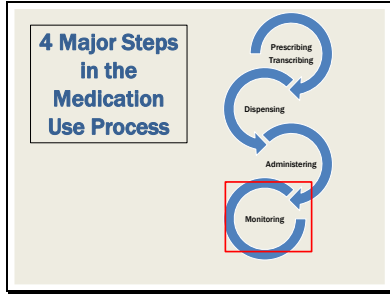 4 Major Steps
in the
Medication
Use Process
Prescribing
Transcribing
Dispensing
Administering
Monitoring